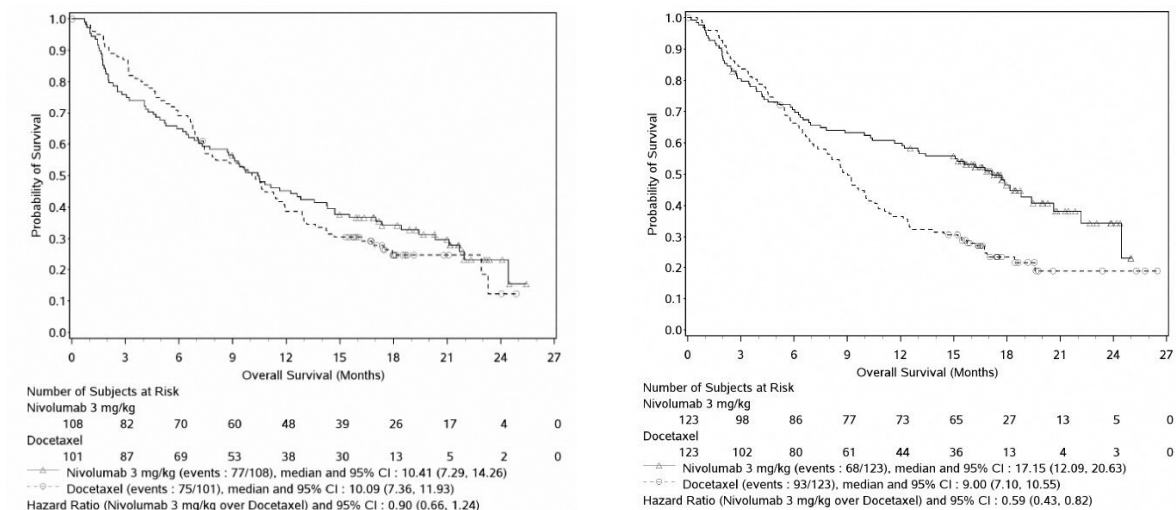 1.0
0.9
0.8
0.7
0.6
0.5
0.4
0.3
0.2
0.1
0.0
Probability of Survival
0 3 6 9 12 15 18 21 24 27
Overall Survival (Months)
Number of Subjects at Risk
Nivolumab 3 mg/kg
108 82 70 60 48 39 26 17 4 0
Docetaxel
101 87 69 53 38 30 13 5 2 0
Nivolumab 3 mg/kg (events : 77/108), median and 95% CI : 10.41 (7.29, 14.26)
Docetaxel (events : 75/101), median and 95% CI : 10.09 (7.36, 11.93)
Hazard Ratio (Nivolumab 3 mg/kg over Docetaxel) and 95% CI : 0.90 (0.66, 1.24)
1.0
0.9
0.8
0.7
0.6
0.5
0.4
0.3
0.2
0.1
0.0
Probability of Survival
0 3 6 9 12 15 18 21 24 27
Overall Survival (Months)
Number of Subjects at Risk
Nivolumab 3 mg/kg
123 98 86 77 73 65 27 13 5 0
Docetaxel
123 102 80 61 44 36 13 4 3 0
Nivolumab 3 mg/kg (events : 68/123), median and 95% CI : 17.15 (12.09, 20.63)
Docetaxel (events : 93/123), median and 95% CI : 9.00 (7.10, 10.55)
Hazard Ratio (Nivolumab 3 mg/kg over Docetaxel) and 95% CI : 0.59 (0.43, 0.82)